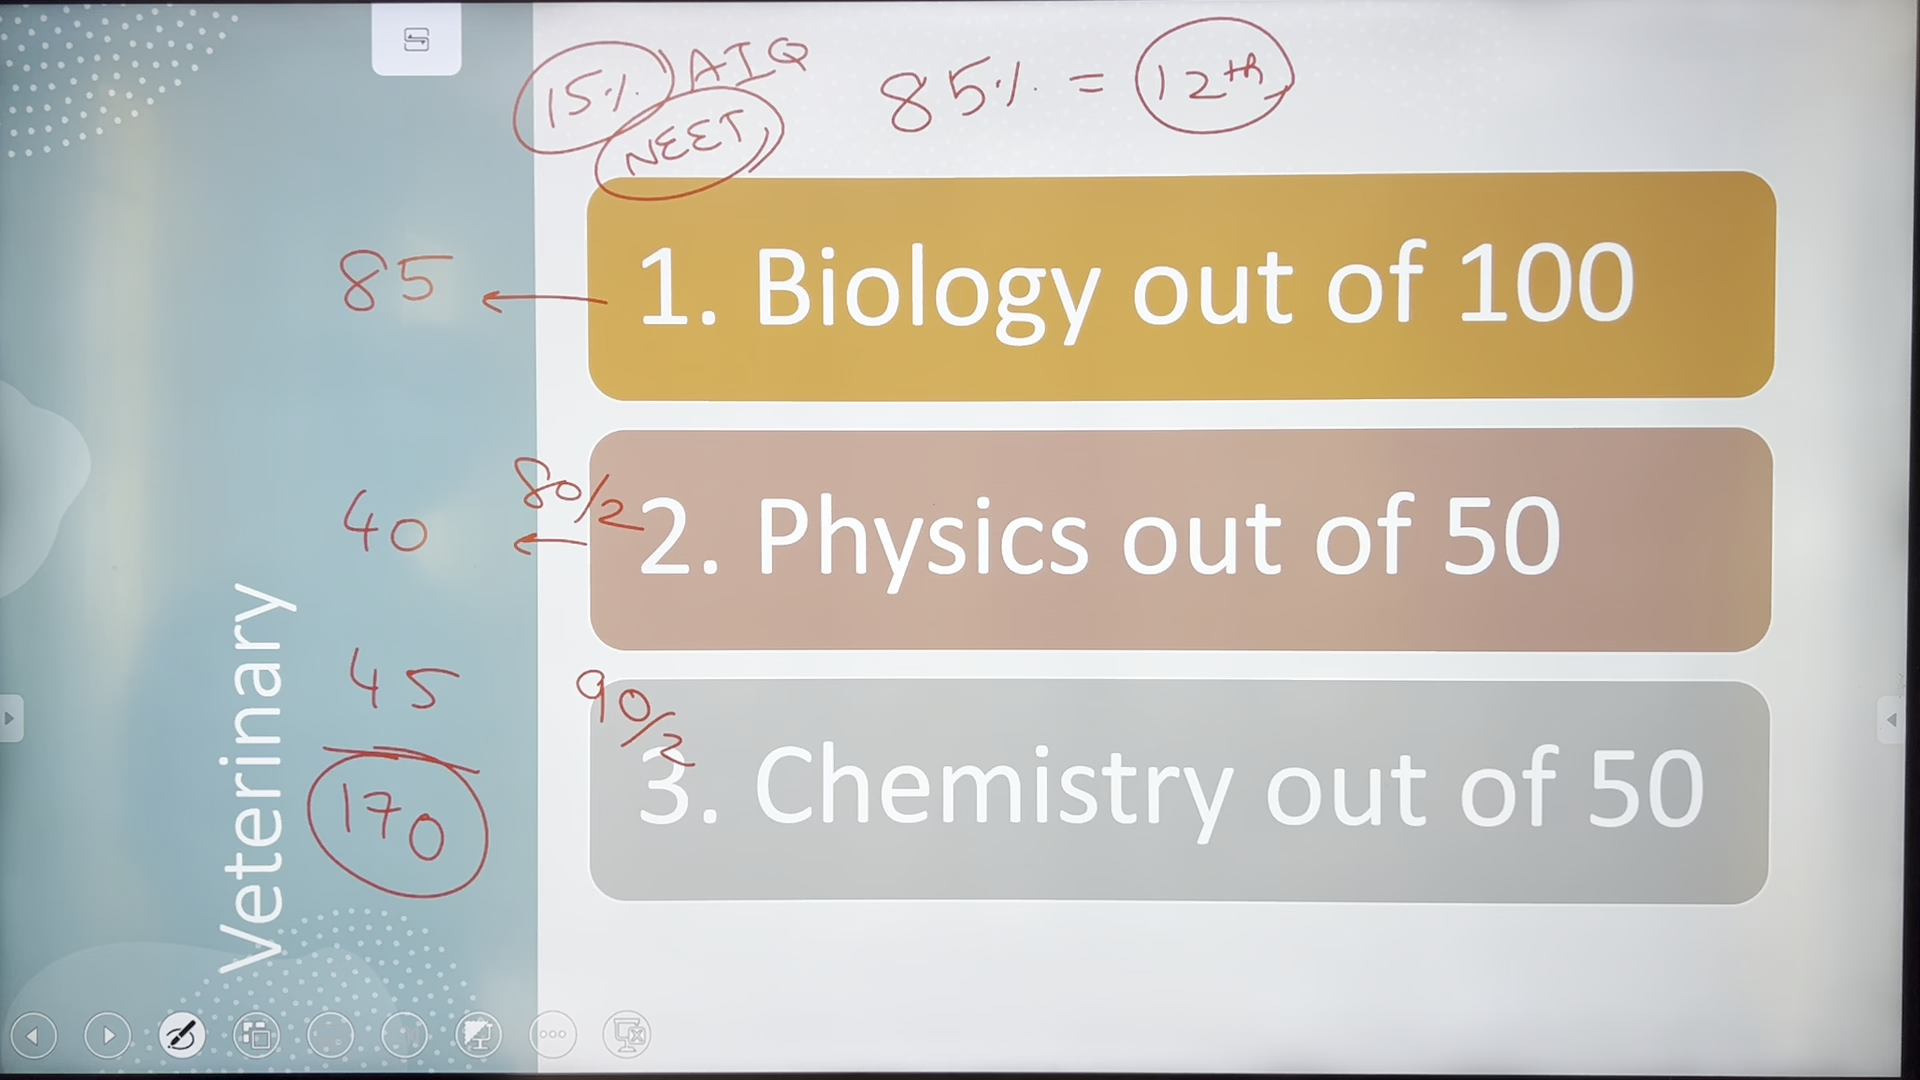 15% AIQ 85% = 12th
NEET
85 ← 1. Biology out of 100
80/2
40 ← 2. Physics out of 50
90/2
45 3. Chemistry out of 50
170
Veterinary